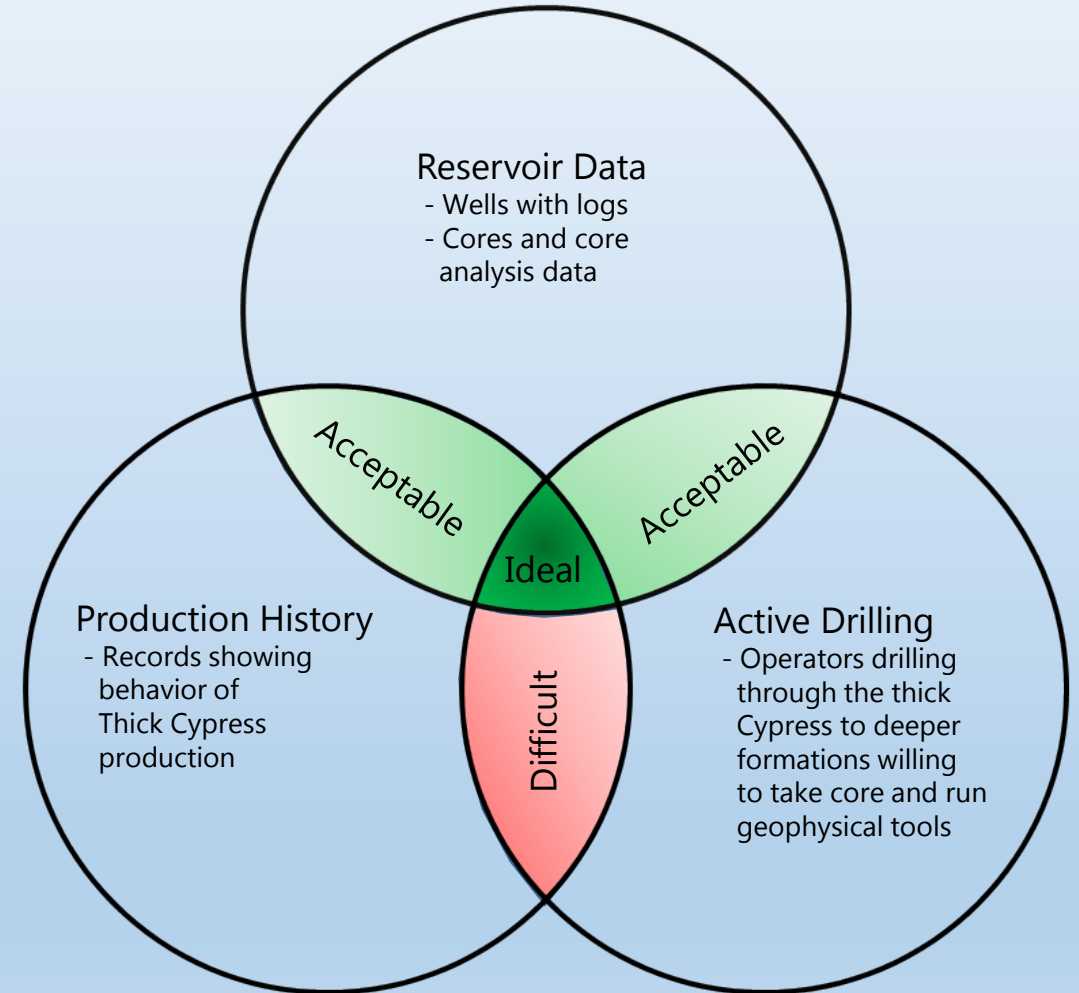 Reservoir Data
- Wells with logs
- Cores and core
analysis data
Acceptable
Acceptable
Ideal
Production History
- Records showing
behavior of
Thick Cypress
production
Difficult
Active Drilling
- Operators drilling
through the thick
Cypress to deeper
formations willing
to take core and run
geophysical tools